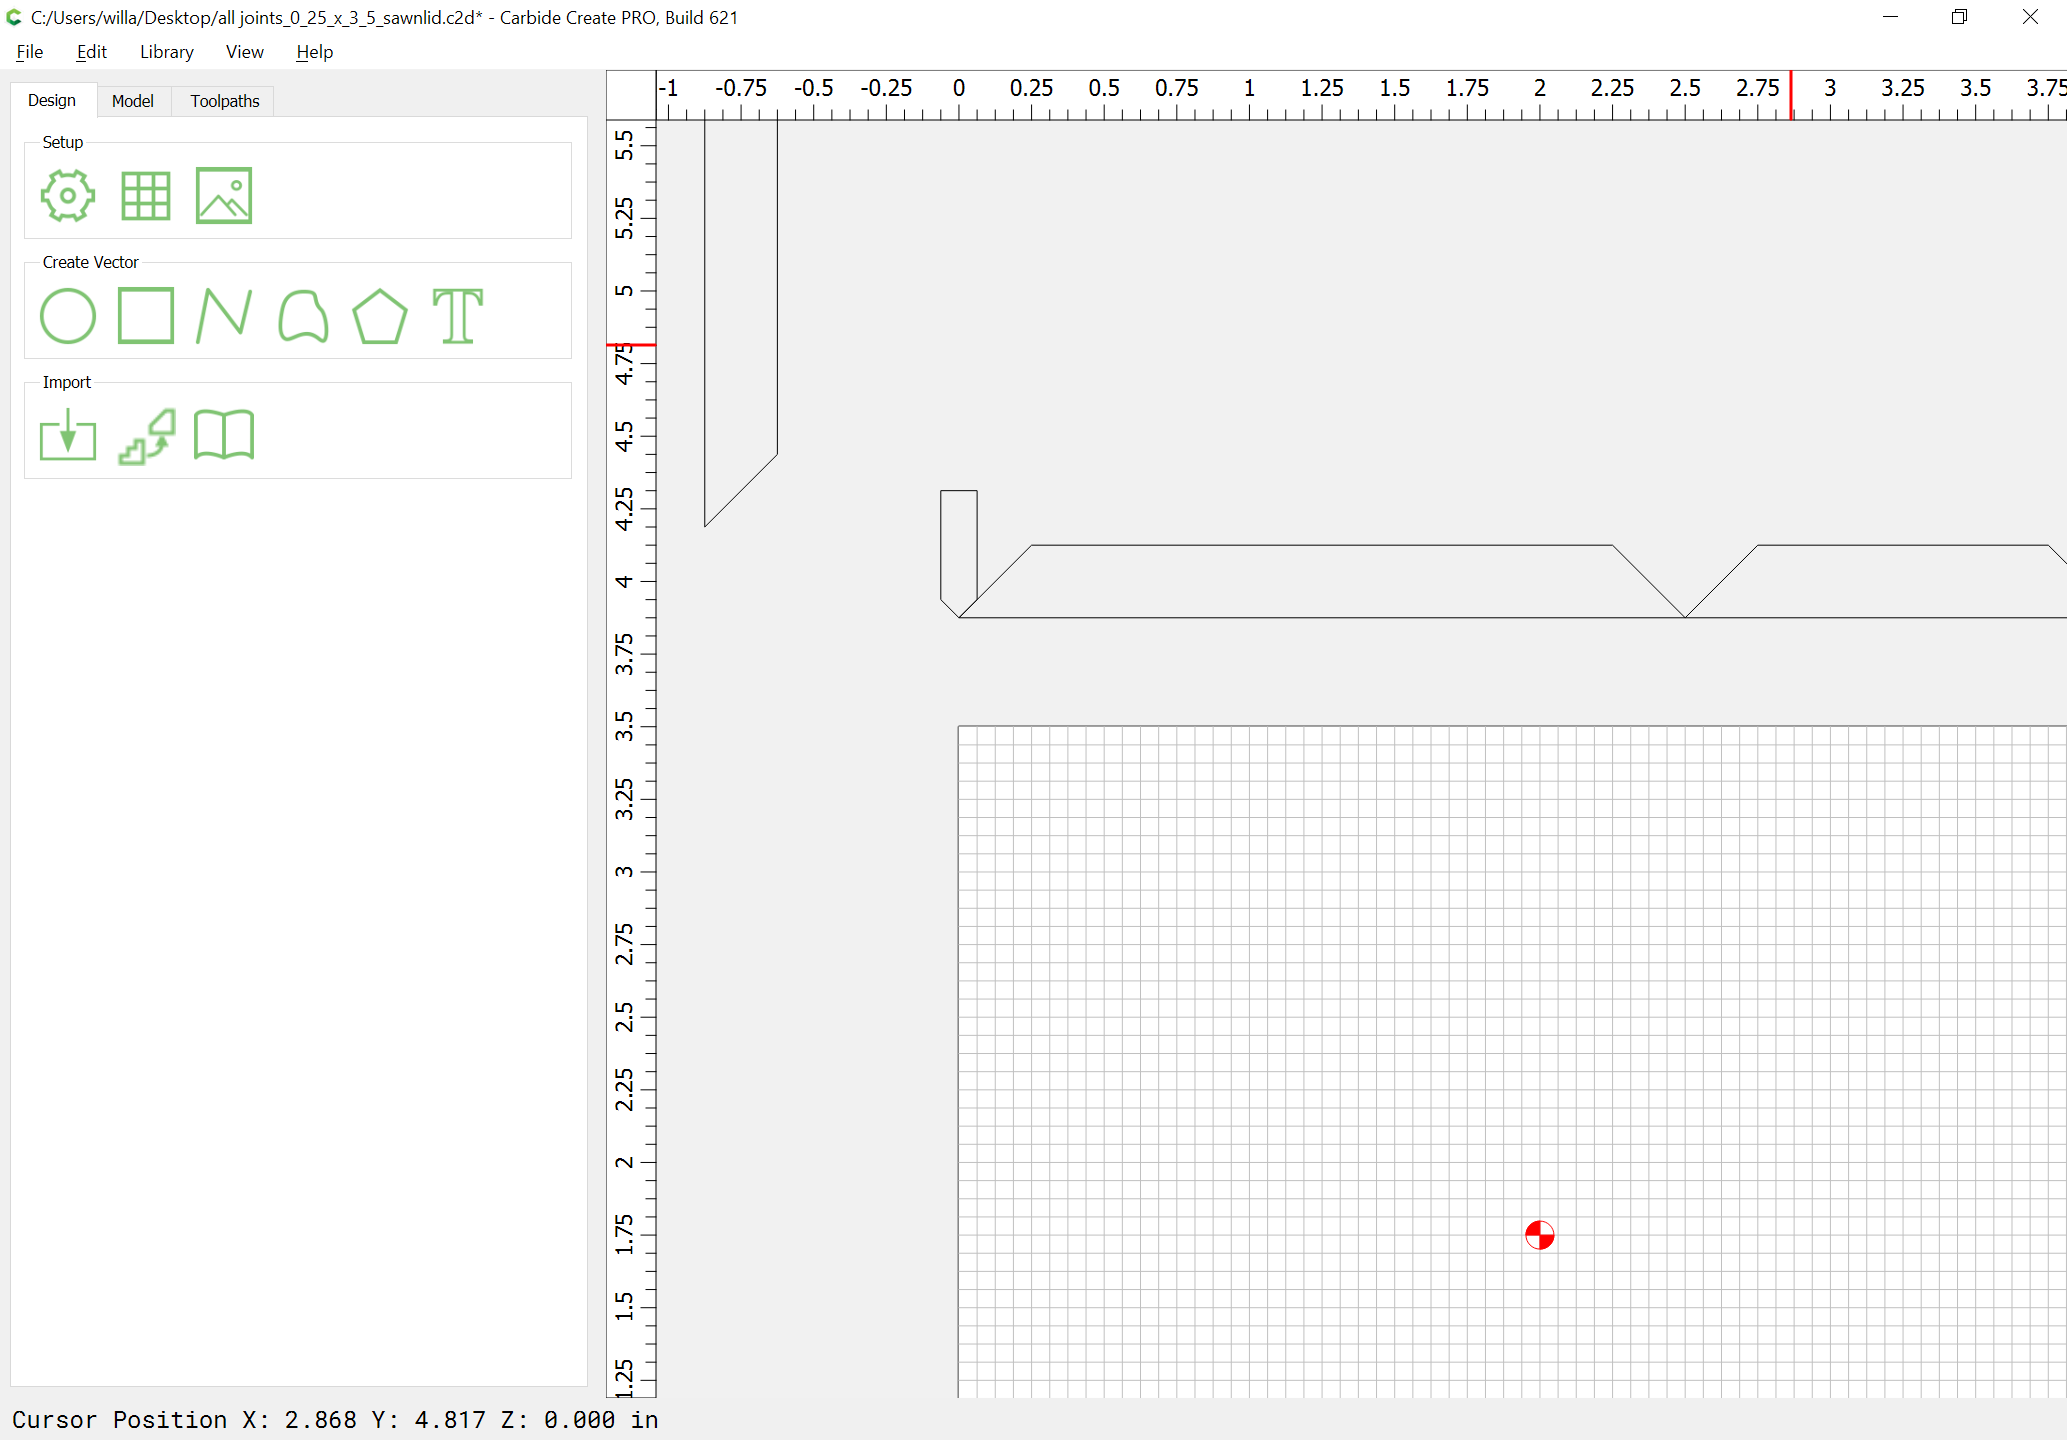 C:/Users/willa/Desktop/all joints_0_25_x_3_5_sawnlid.c2d* - Carbide Create PRO, Build 621
File Edit Library View Help
Design Model Toolpaths
Setup
Create Vector
Import
-1 -0.75 -0.5 -0.25 0 0.25 0.5 0.75 1 1.25 1.5 1.75 2 2.25 2.5 2.75 3 3.25 3.5 3.75
5.5
5.25
5
4.75
4.5
4.25
4
3.75
3.5
3.25
3
2.75
2.5
2.25
2
1.75
1.5
1.25
Cursor Position X: 2.868 Y: 4.817 Z: 0.000 in